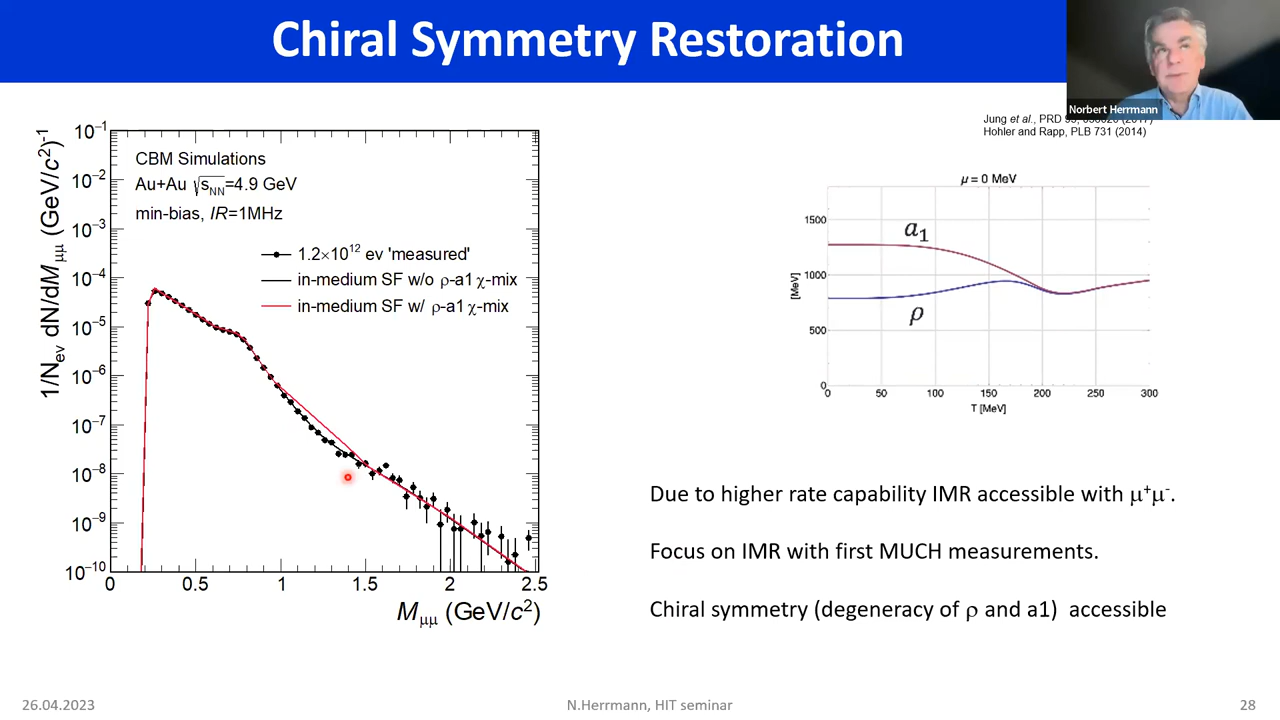 Chiral Symmetry Restoration
Norbert Herrmann
Jung et al., PRD (2017)
Hohler and Rapp, PLB 731 (2014)
10⁻¹
10⁻²
10⁻³
10⁻⁴
10⁻⁵
10⁻⁶
10⁻⁷
10⁻⁸
10⁻⁹
10⁻¹⁰
1/N_ev dN/dM_μμ (GeV/c²)⁻¹
CBM Simulations
Au+Au √s_NN=4.9 GeV
min-bias, IR=1MHz
1.2×10¹² ev 'measured'
in-medium SF w/o ρ-a1 χ-mix
in-medium SF w/ ρ-a1 χ-mix
0 0.5 1 1.5 2 2.5
M_μμ (GeV/c²)
μ = 0 MeV
1500
1000
500
0
[MeV]
a₁
ρ
0 50 100 150 200 250 300
T [MeV]
Due to higher rate capability IMR accessible with μ⁺μ⁻.
Focus on IMR with first MUCH measurements.
Chiral symmetry (degeneracy of ρ and a1) accessible
26.04.2023
N.Herrmann, HIT seminar
28